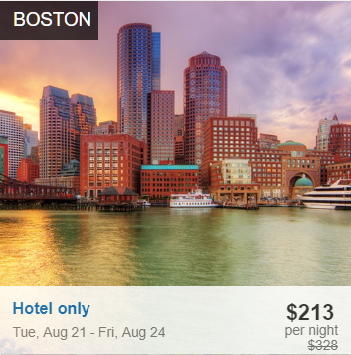 BOSTON
Hotel only
Tue, Aug 21 - Fri, Aug 24
$213
per night
$328